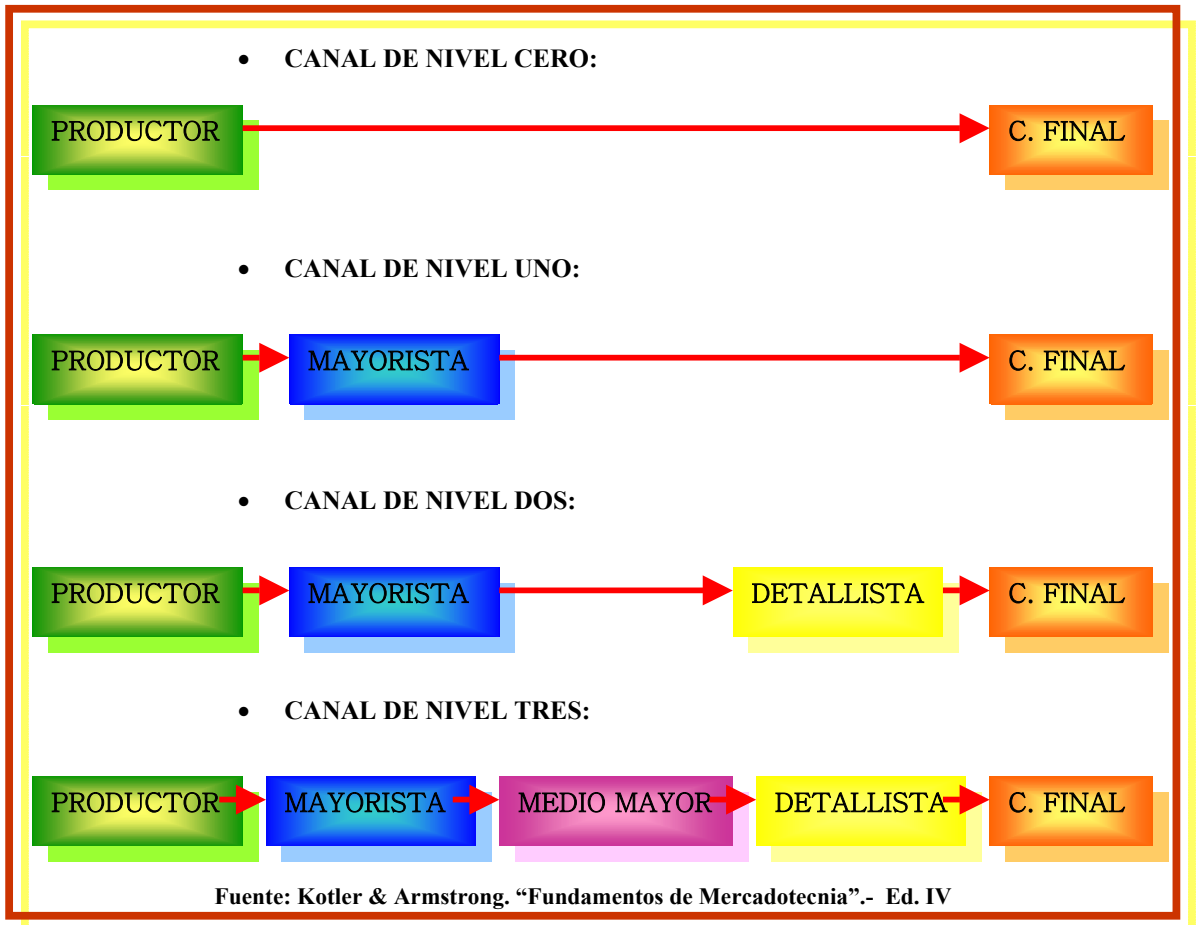 • CANAL DE NIVEL CERO:
PRODUCTOR C. FINAL
• CANAL DE NIVEL UNO:
PRODUCTOR MAYORISTA C. FINAL
• CANAL DE NIVEL DOS:
PRODUCTOR MAYORISTA DETALLISTA C. FINAL
• CANAL DE NIVEL TRES:
PRODUCTOR MAYORISTA MEDIO MAYOR DETALLISTA C. FINAL
Fuente: Kotler & Armstrong. “Fundamentos de Mercadotecnia”.- Ed. IV